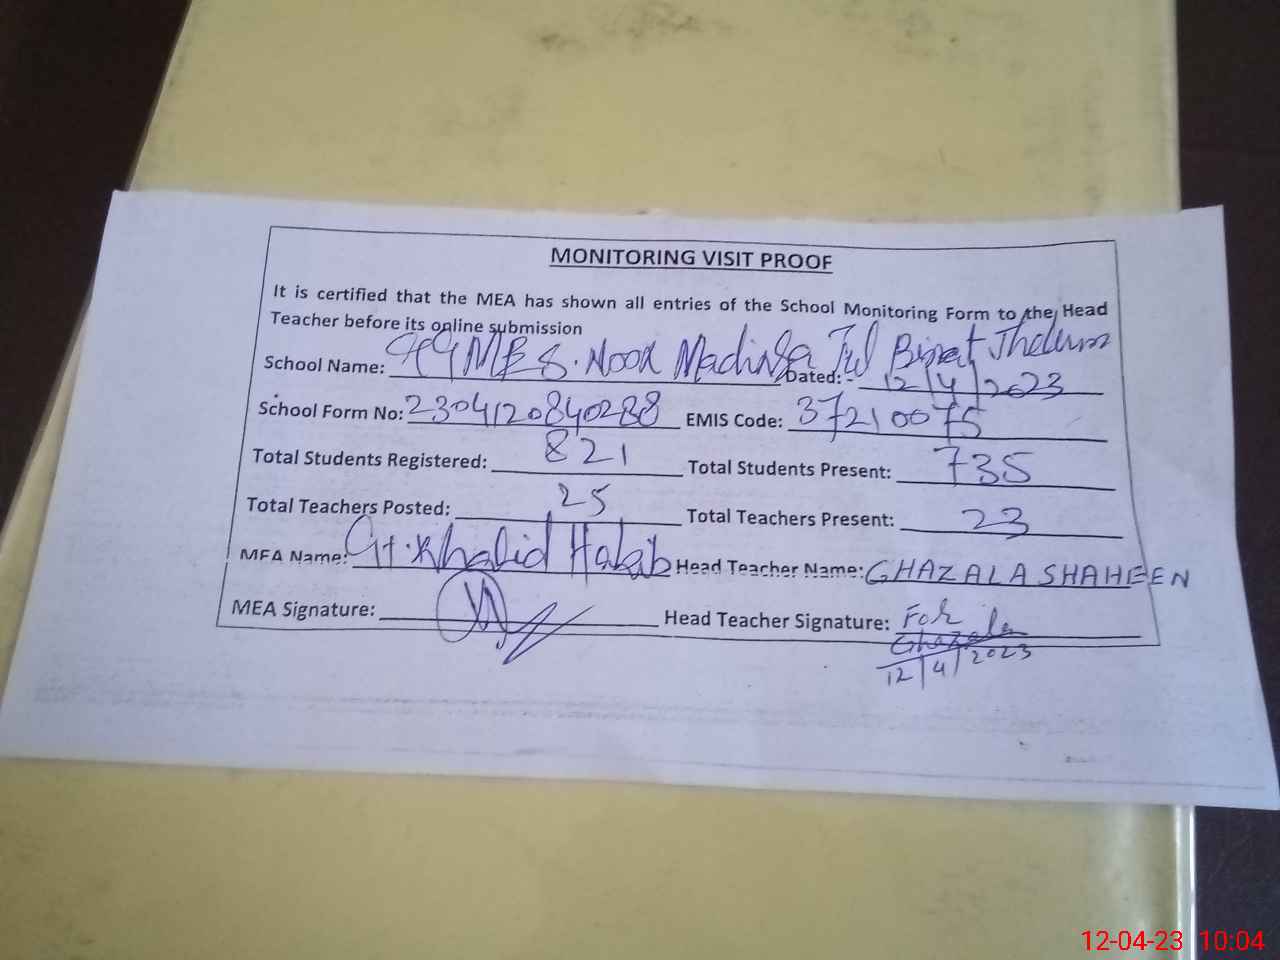 MONITORING VISIT PROOF
It is certified that the MEA has shown all entries of the School Monitoring Form to the Head
Teacher before its online submission
School Name: GGMES. Noor Madina Tul Binat Jhelum
Dated: - 12/4/2023
School Form No: 2304120840288 EMIS Code: 37210075
Total Students Registered: 821 Total Students Present: 735
Total Teachers Posted: 25 Total Teachers Present: 23
MEA Name: Khalid Habib Head Teacher Name: GHAZALA SHAHEEN
MEA Signature: Head Teacher Signature: For
Ghazala
12/4/2023
12-04-23 10:04